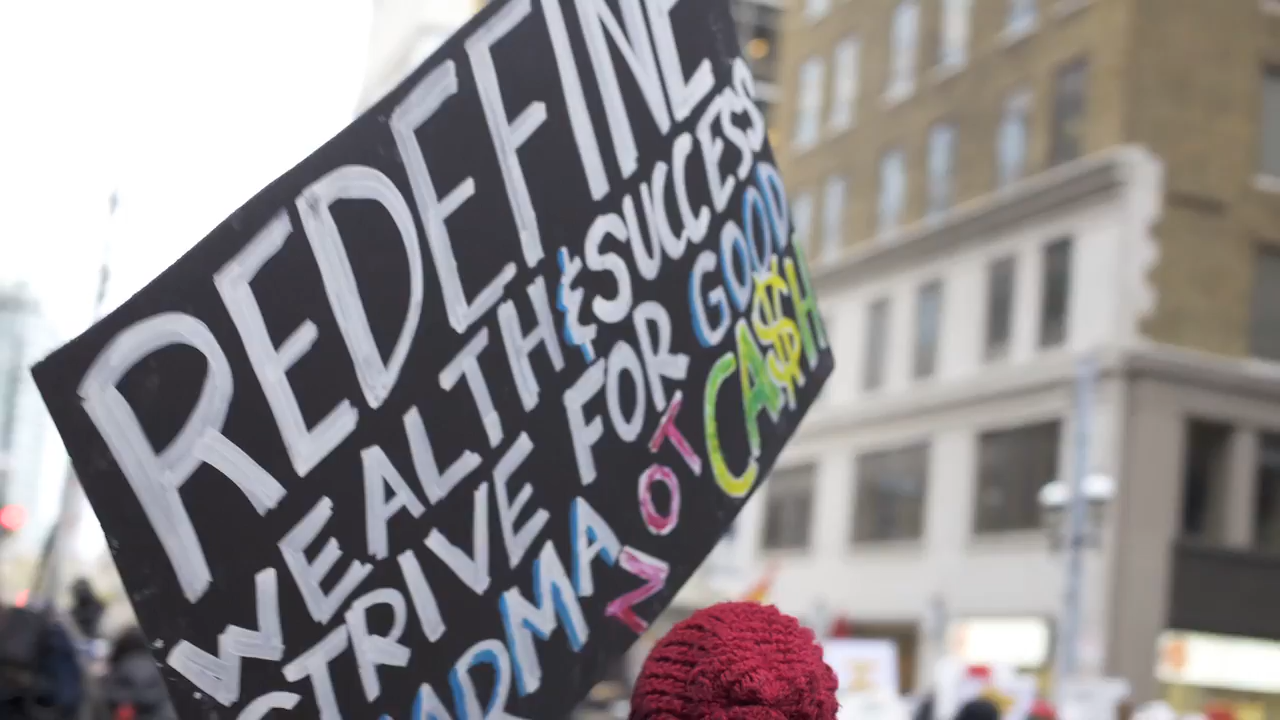 REDEFINE
WEALTH & SUCCESS
STRIVE FOR GOOD
KARMA NOT CA$H